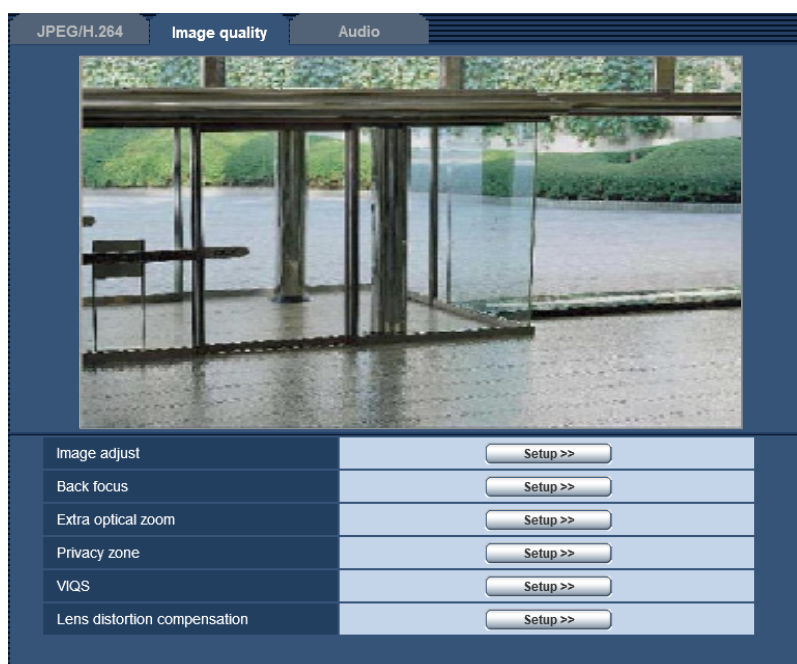 JPEG/H.264 Image quality Audio
Image adjust Setup >>
Back focus Setup >>
Extra optical zoom Setup >>
Privacy zone Setup >>
VIQS Setup >>
Lens distortion compensation Setup >>